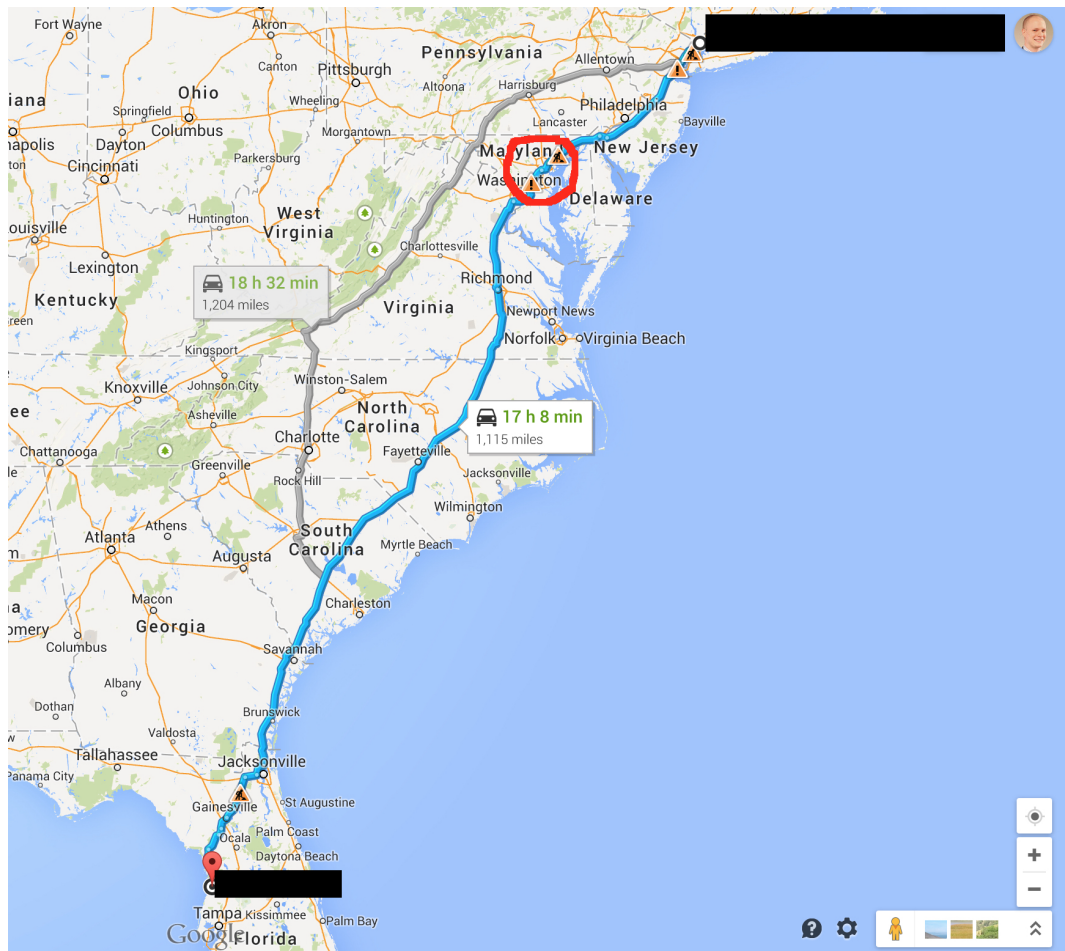 Fort Wayne
Akron
Canton
Pittsburgh
Pennsylvania
Allentown
Altoona
Harrisburg
iana
Ohio
Springfield
Columbus
Wheeling
Lancaster
Philadelphia
Bayville
napolis
Dayton
Morgantown
New Jersey
ton
Cincinnati
Parkersburg
Maryland
Washington
Delaware
Huntington
West
Virginia
ouisville
Charlottesville
Lexington
18 h 32 min
1,204 miles
Richmond
Kentucky
Virginia
reen
Newport News
Norfolk
Virginia Beach
Kingsport
Johnson City
Winston-Salem
Knoxville
ee
North
Carolina
17 h 8 min
1,115 miles
Asheville
Charlotte
Fayetteville
Chattanooga
Greenville
Rock Hill
Jacksonville
le
Wilmington
Athens
South
Carolina
Atlanta
Augusta
Myrtle Beach
m
Macon
Charleston
a
Georgia
omery
Columbus
Savannah
Albany
Dothan
Brunswick
Valdosta
w
Tallahassee
Jacksonville
Panama City
Gainesville
St Augustine
Ocala
Palm Coast
Daytona Beach
Tampa
Kissimmee
Palm Bay
Google
Florida